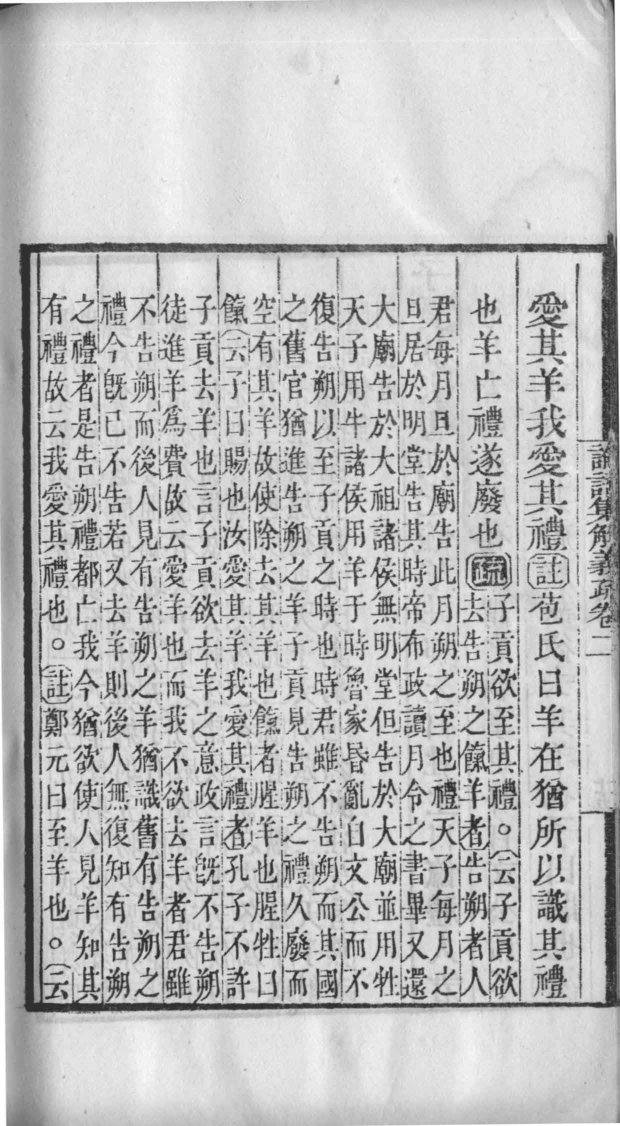 論語集解義疏卷二
愛其羊我愛其禮註苞氏曰羊在猶所以識其禮
也羊亡禮遂廢也疏子貢欲至其禮。云子貢欲
去告朔之餼羊者告朔者人
君每月旦於廟告此月朔之至也禮天子每月之
旦居於明堂告其時帝布政讀月令之書畢又還
大廟告於大祖諸侯無明堂但告於大廟並用牲
天子用牛諸侯用羊于時魯家昏亂自文公而不
復告朔以至子貢之時也時君雖不告朔而其國
之舊官猶進告朔之羊子貢見告朔之禮久廢而
空有其羊故使除去其羊也餼者腥羊也腥牲曰
餼云子曰賜也汝愛其羊我愛其禮者孔子不許
子貢去羊也言子貢欲去羊之意政言既不告朔
徒進羊爲費故云愛羊也而我不欲去羊者君雖
不告朔而後人見有告朔之羊猶識舊有告朔之
禮今既已不告若又去羊則後人無復知有告朔
之禮者是告朔禮都亡我今猶欲使人見羊知其
有禮故云我愛其禮也。註鄭元曰至羊也。云